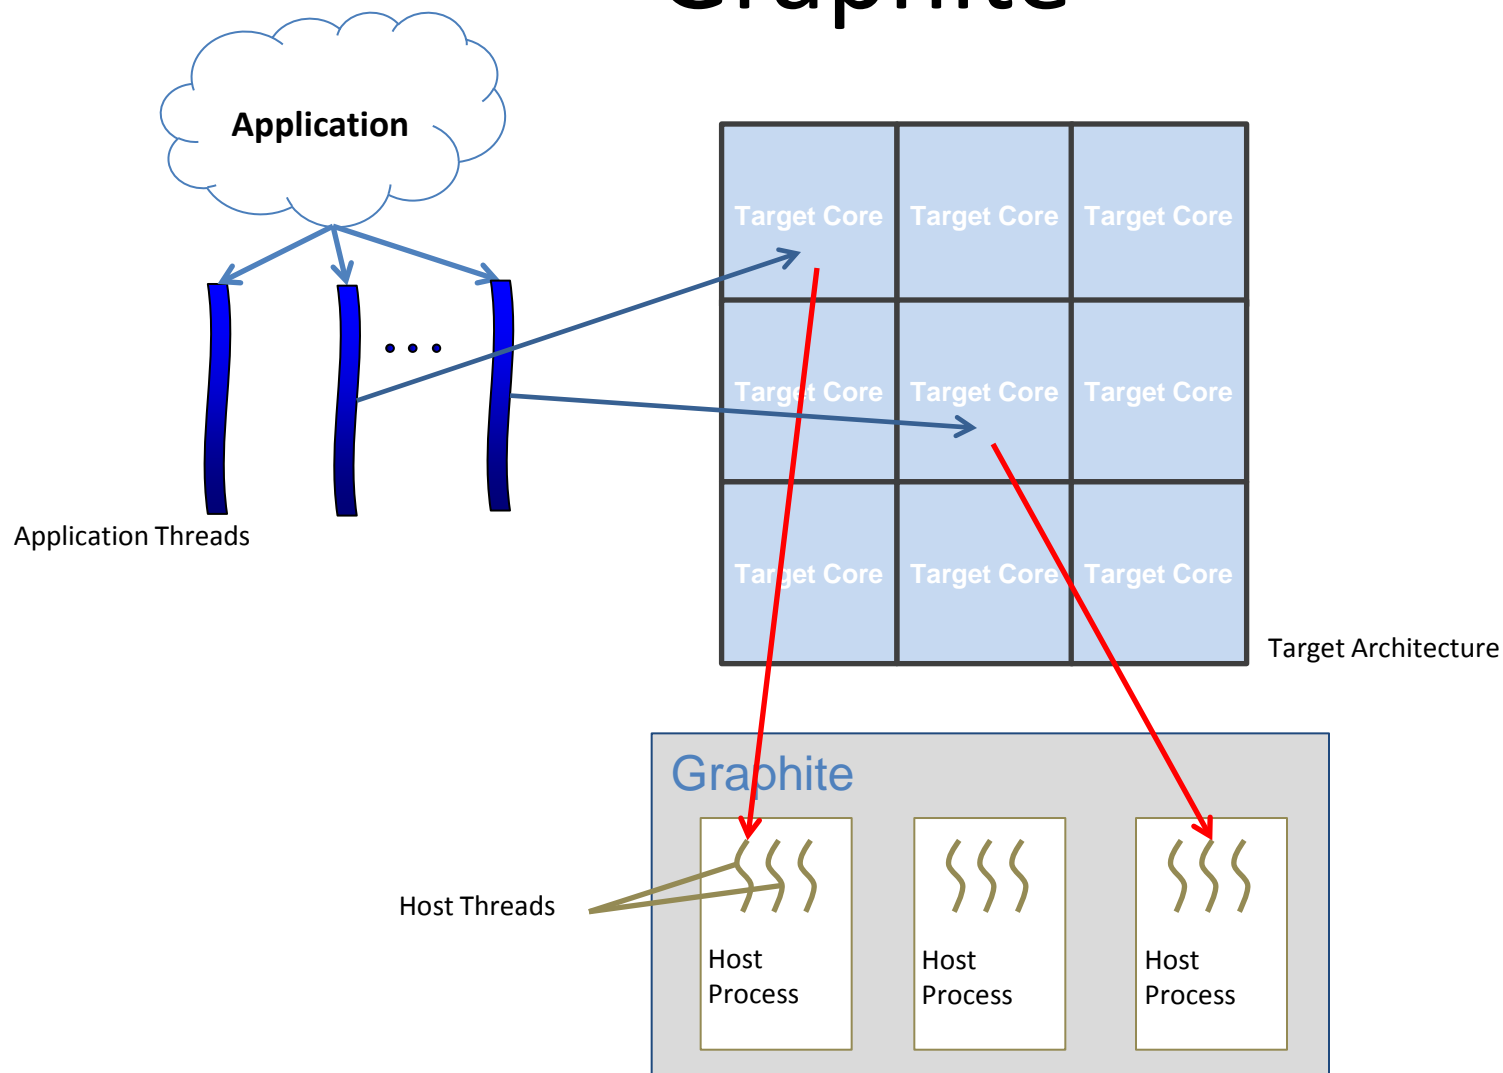 Graphite
Application
Target Core Target Core Target Core
Target Core Target Core Target Core
Application Threads
Target Core Target Core Target Core
Target Architecture
Graphite
Host Threads
Host
Process
Host
Process
Host
Process